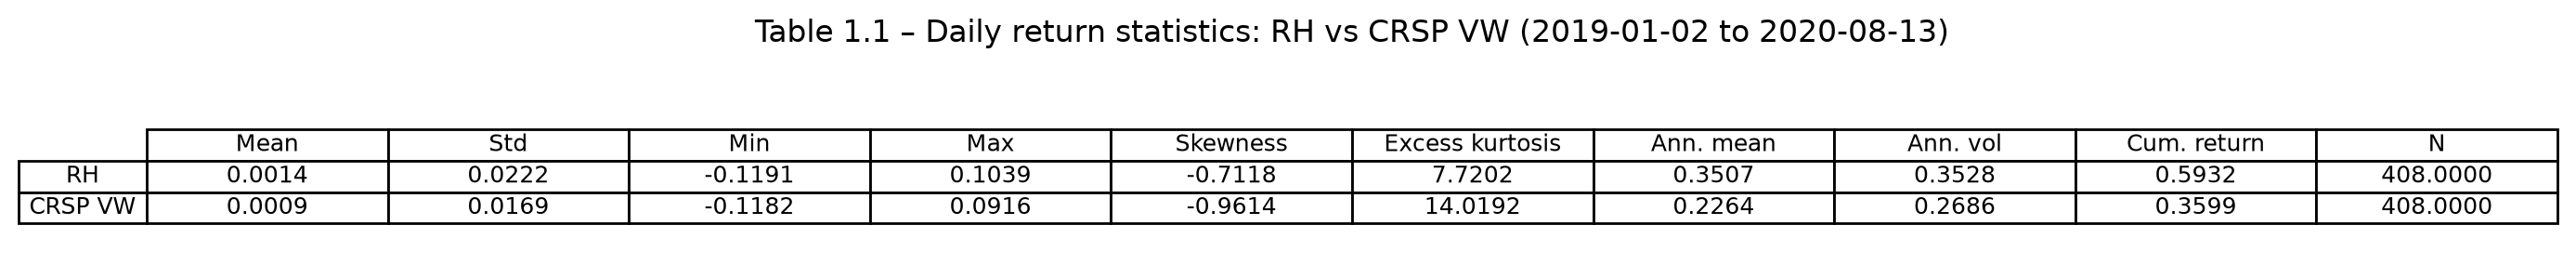 Table 1.1 – Daily return statistics: RH vs CRSP VW (2019-01-02 to 2020-08-13)
Mean Std Min Max Skewness Excess kurtosis Ann. mean Ann. vol Cum. return N
RH 0.0014 0.0222 -0.1191 0.1039 -0.7118 7.7202 0.3507 0.3528 0.5932 408.0000
CRSP VW 0.0009 0.0169 -0.1182 0.0916 -0.9614 14.0192 0.2264 0.2686 0.3599 408.0000